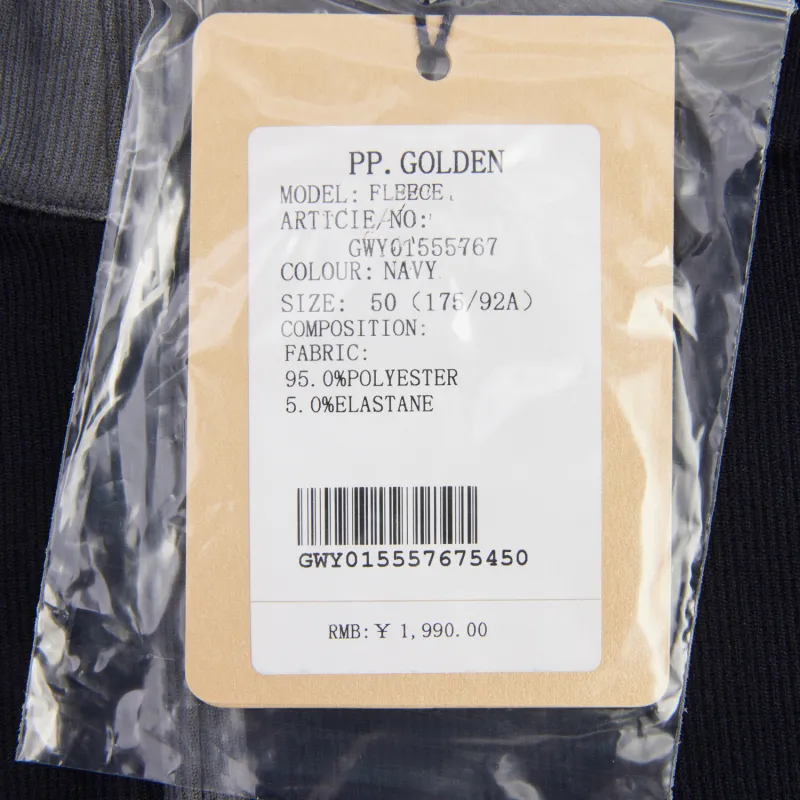 PP. GOLDEN
MODEL: FLEECE
ARTICIE/NO:
GWY01555767
COLOUR: NAVY
SIZE: 50 (175/92A)
COMPOSITION:
FABRIC:
95.0%POLYESTER
5.0%ELASTANE
GWY015557675450
RMB:¥ 1,990.00